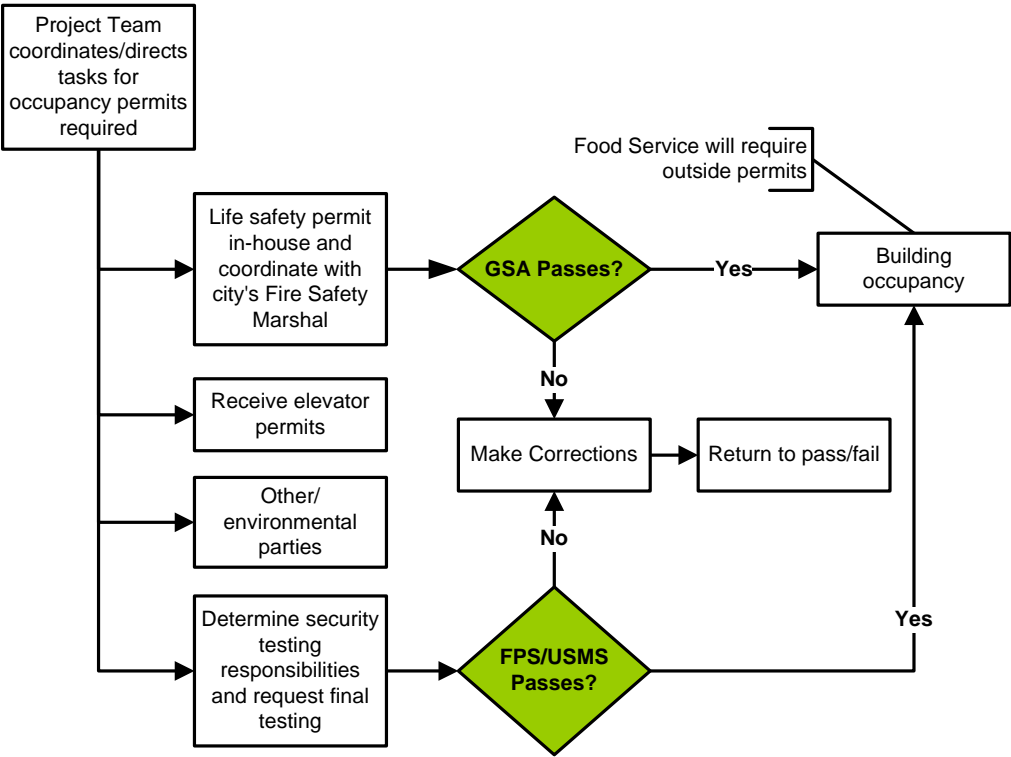 Project Team
coordinates/directs
tasks for
occupancy permits
required
Food Service will require
outside permits
Life safety permit
in-house and
coordinate with
city's Fire Safety
Marshal
GSA Passes?
Yes
Building
occupancy
No
Receive elevator
permits
Make Corrections
Return to pass/fail
Other/
environmental
parties
No
Determine security
testing
responsibilities
and request final
testing
FPS/USMS
Passes?
Yes